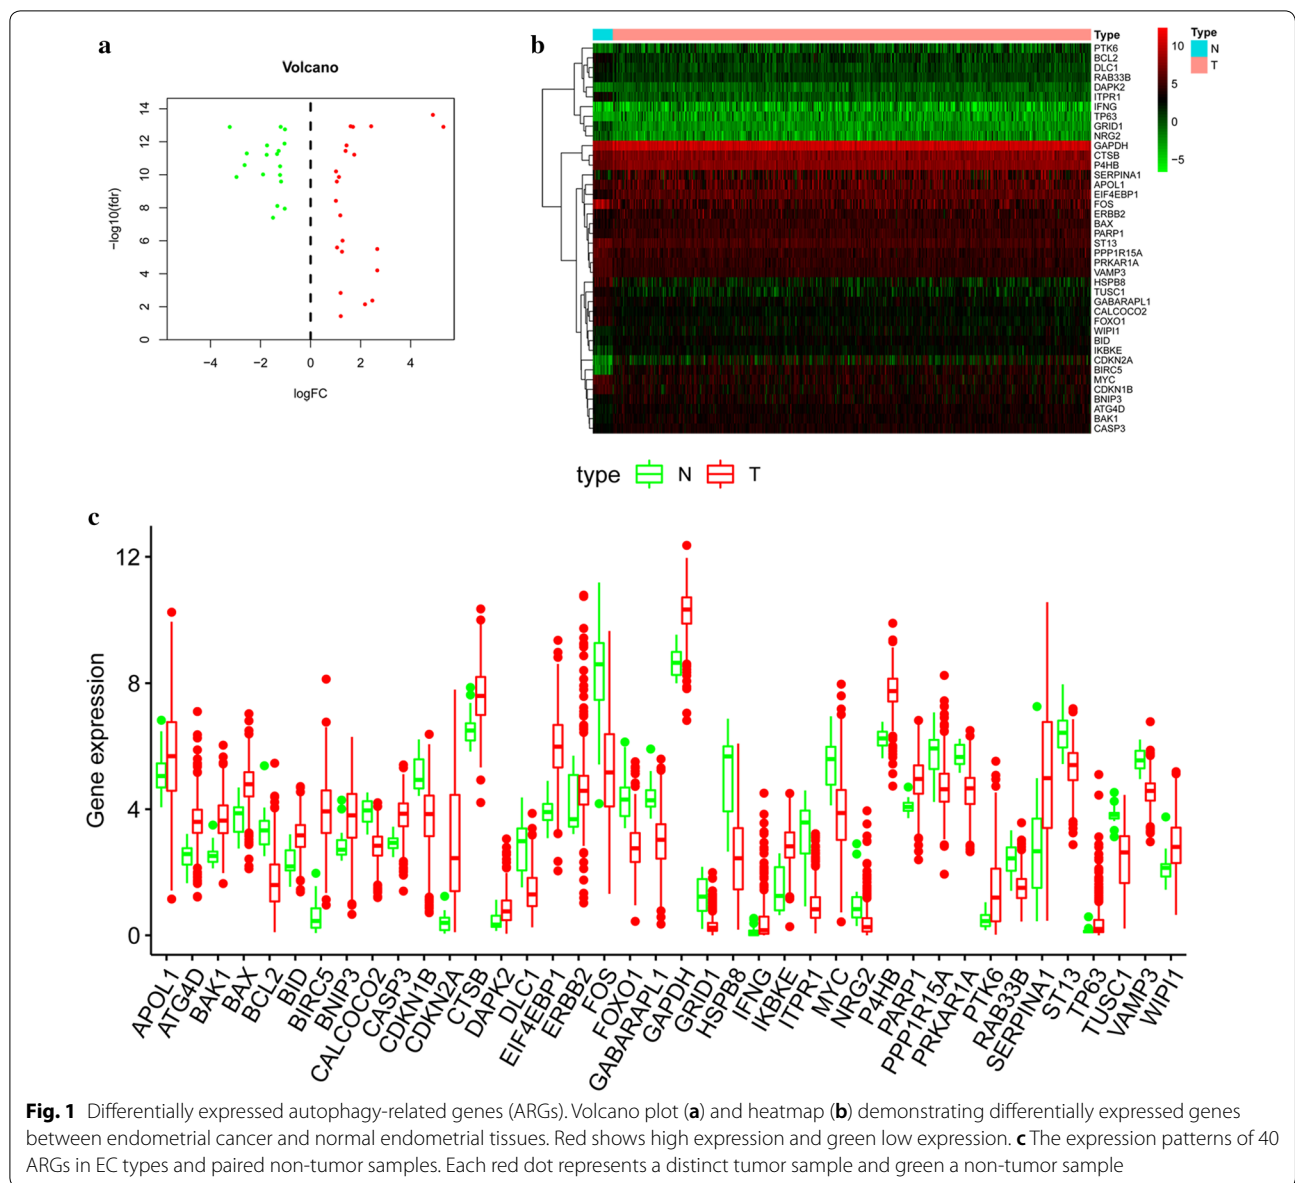 a
Volcano
14
12
10
8
6
4
2
0
−log10(fdr)
−4 −2 0 2 4
logFC
b
Type
PTK6
BCL2
DLC1
RAB33B
DAPK2
ITPR1
IFNG
TP63
GRID1
NRG2
GAPDH
CTSB
P4HB
SERPINA1
APOL1
EIF4EBP1
FOS
ERBB2
BAX
PARP1
ST13
PPP1R15A
PRKAR1A
VAMP3
HSPB8
TUSC1
GABARAPL1
CALCOCO2
FOXO1
WIPI1
BID
IKBKE
CDKN2A
BIRC5
MYC
CDKN1B
BNIP3
ATG4D
BAK1
CASP3
10
5
0
−5
Type
N
T
type N T
c
12
8
4
0
Gene expression
APOL1
ATG4D
BAK1
BAX
BCL2
BID
BIRC5
BNIP3
CALCOCO2
CASP3
CDKN1B
CDKN2A
CTSB
DAPK2
DLC1
EIF4EBP1
ERBB2
FOS
FOXO1
GABARAPL1
GAPDH
GRID1
HSPB8
IFNG
IKBKE
ITPR1
MYC
NRG2
P4HB
PARP1
PPP1R15A
PRKAR1A
PTK6
RAB33B
SERPINA1
ST13
TP63
TUSC1
VAMP3
WIPI1
Fig. 1 Differentially expressed autophagy-related genes (ARGs). Volcano plot (a) and heatmap (b) demonstrating differentially expressed genes
between endometrial cancer and normal endometrial tissues. Red shows high expression and green low expression. c The expression patterns of 40
ARGs in EC types and paired non-tumor samples. Each red dot represents a distinct tumor sample and green a non-tumor sample